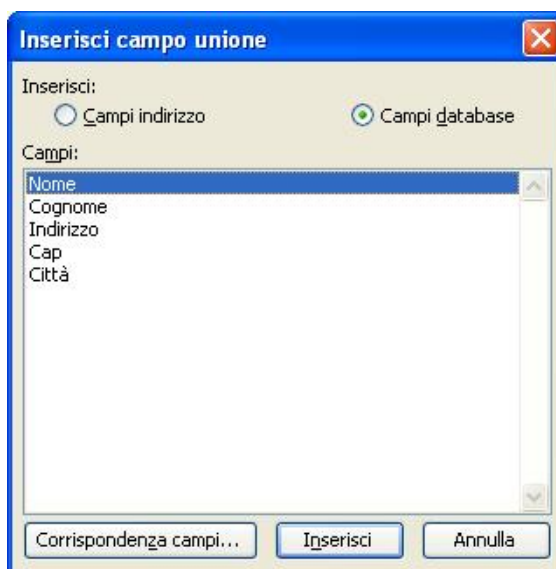 Inserisci campo unione
Inserisci:
Campi indirizzo Campi database
Campi:
Nome
Cognome
Indirizzo
Cap
Città
Corrispondenza campi... Inserisci Annulla